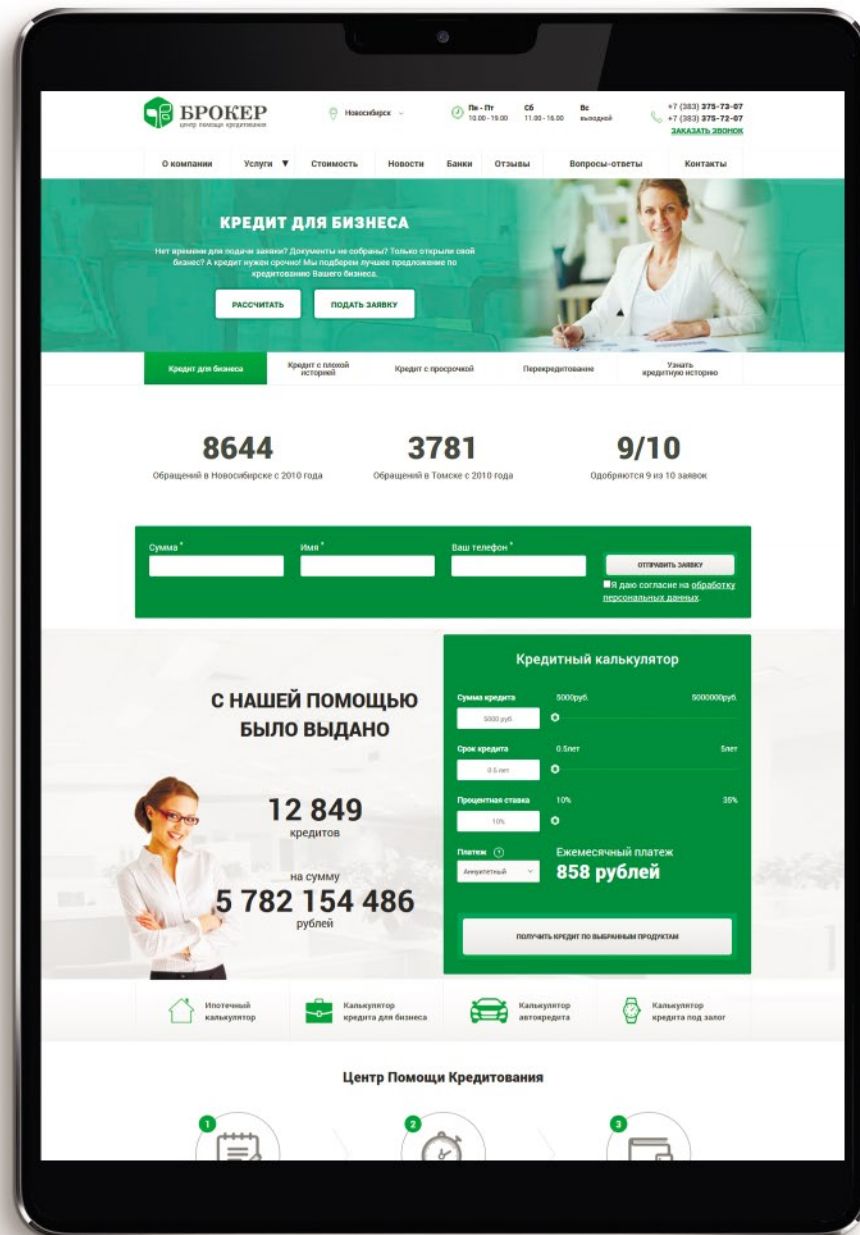 БРОКЕР
центр помощи кредитования
Новосибирск
Пн - Пт
10.00 - 19.00
Сб
11.00 - 16.00
Вс
выходной
+7 (383) 375-73-07
+7 (383) 375-72-07
ЗАКАЗАТЬ ЗВОНОК
О компании Услуги ▼ Стоимость Новости Банки Отзывы Вопросы-ответы Контакты
КРЕДИТ ДЛЯ БИЗНЕСА
Нет времени для подачи заявки? Документы не собраны? Только открыли свой
бизнес? А кредит нужен срочно! Мы подберем лучшее предложение по
кредитованию Вашего бизнеса.
РАССЧИТАТЬ ПОДАТЬ ЗАЯВКУ
Кредит для бизнеса
Кредит с плохой
историей
Кредит с просрочкой
Перекредитование
Узнать
кредитную историю
8644
Обращений в Новосибирске с 2010 года
3781
Обращений в Томске с 2010 года
9/10
Одобряются 9 из 10 заявок
Сумма *
Имя *
Ваш телефон *
ОТПРАВИТЬ ЗАЯВКУ
Я даю согласие на обработку
персональных данных.
С НАШЕЙ ПОМОЩЬЮ
БЫЛО ВЫДАНО
12 849
кредитов
на сумму
5 782 154 486
рублей
Кредитный калькулятор
Сумма кредита 5000руб. 5000000руб.
5000 руб.
Срок кредита 0.5лет 5лет
0.5 лет
Процентная ставка 10% 35%
10%
Платеж ? Ежемесячный платеж
Аннуитетный 858 рублей
ПОЛУЧИТЬ КРЕДИТ ПО ВЫБРАННЫМ ПРОДУКТАМ
Ипотечный
калькулятор
Калькулятор
кредита для бизнеса
Калькулятор
автокредита
Калькулятор
кредита под залог
Центр Помощи Кредитования
1 2 3